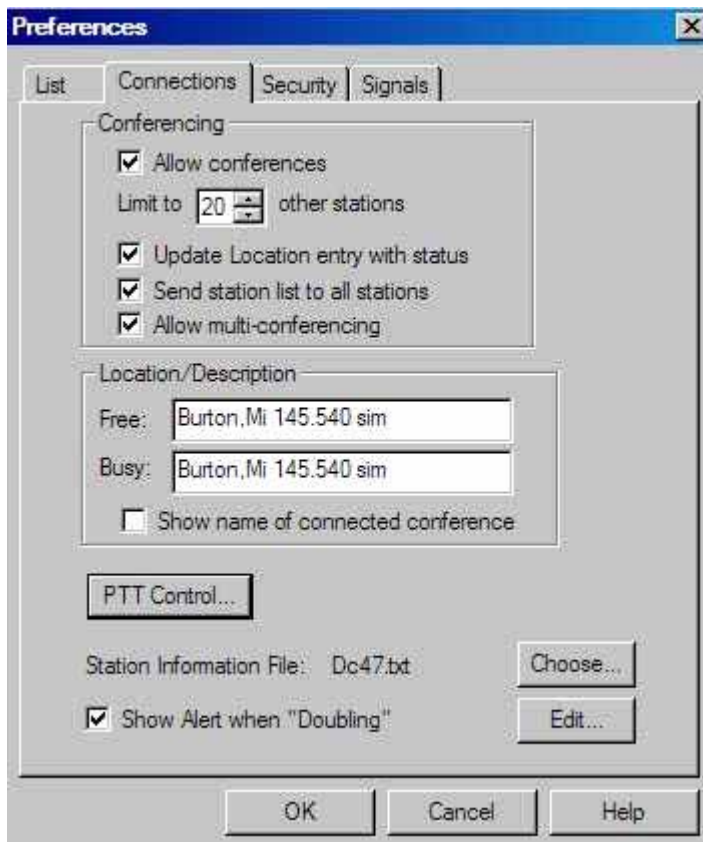 Preferences
List Connections Security Signals
Conferencing
Allow conferences
Limit to 20 other stations
Update Location entry with status
Send station list to all stations
Allow multi-conferencing
Location/Description
Free: Burton,Mi 145.540 sim
Busy: Burton,Mi 145.540 sim
Show name of connected conference
PTT Control...
Station Information File: Dc47.txt Choose...
Show Alert when "Doubling" Edit...
OK Cancel Help